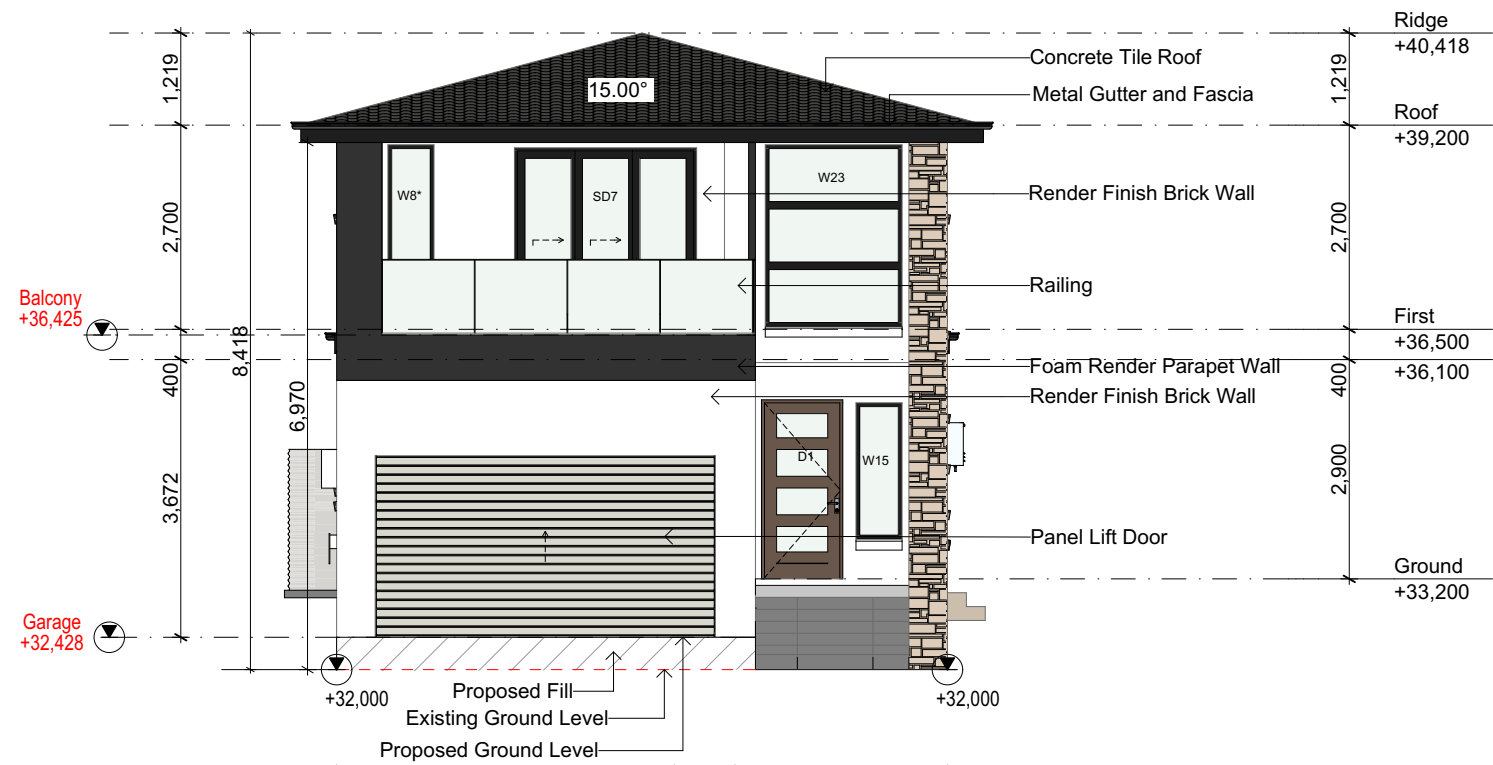 Ridge
+40,418
1,219
1,219
Concrete Tile Roof
15.00°
Metal Gutter and Fascia
Roof
+39,200
W8*
SD7
W23
Render Finish Brick Wall
2,700
2,700
Railing
Balcony
+36,425
First
+36,500
8,418
400
400
Foam Render Parapet Wall
+36,100
Render Finish Brick Wall
6,970
D1
W15
3,672
2,900
Panel Lift Door
Ground
+33,200
Garage
+32,428
+32,000
+32,000
Proposed Fill
Existing Ground Level
Proposed Ground Level